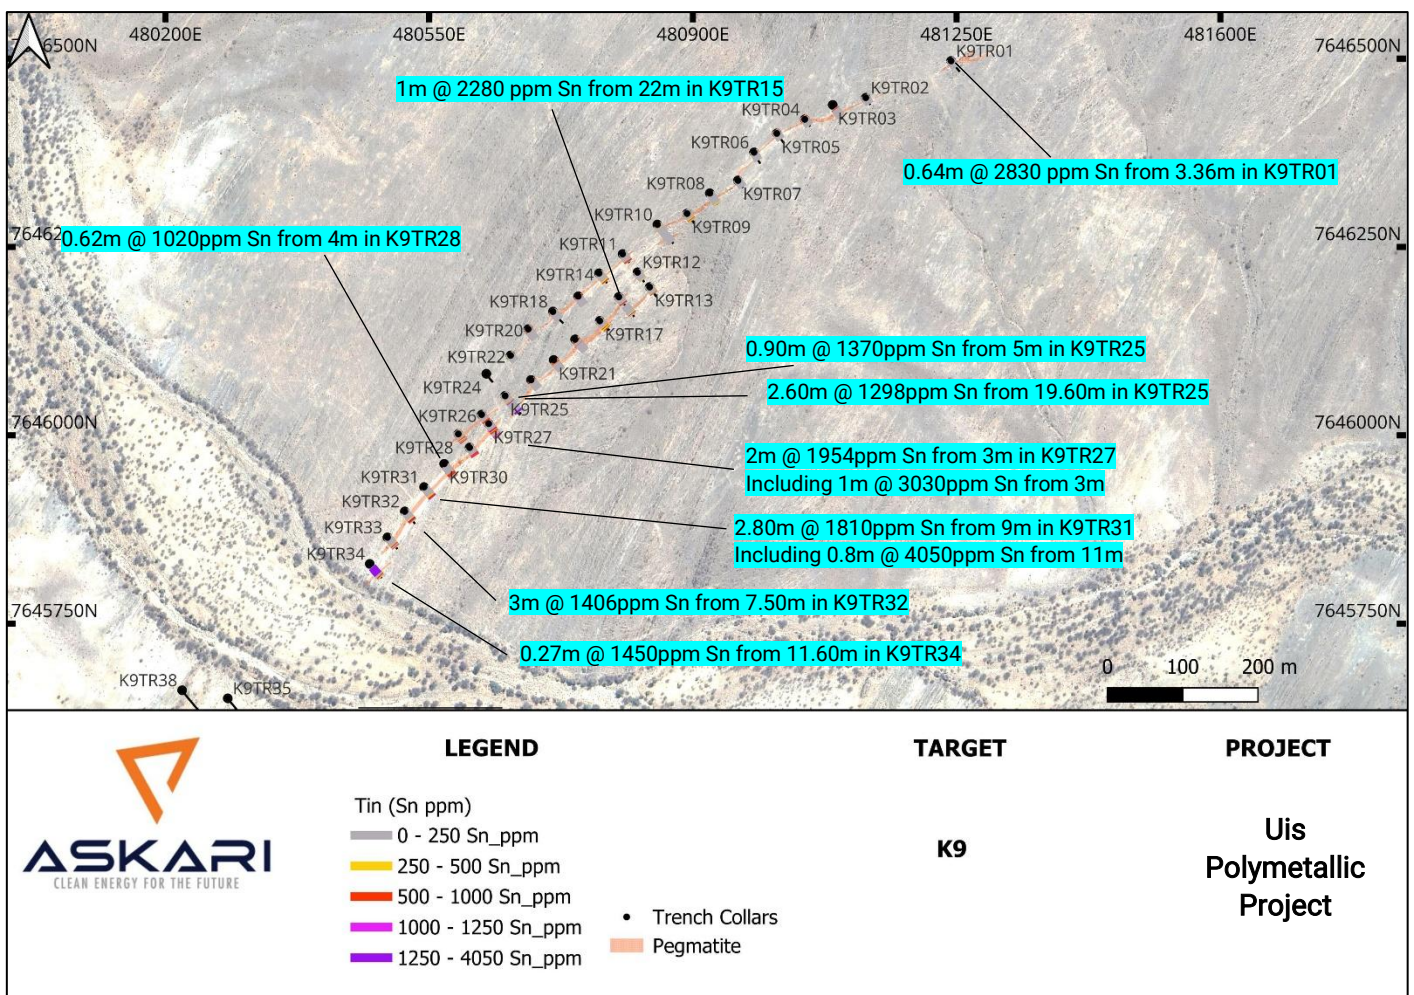 480200E
480550E
480900E
481250E
481600E
7646500N
K9TR01
7646500N
1m @ 2280 ppm Sn from 22m in K9TR15
K9TR02
K9TR04
K9TR03
K9TR06
K9TR05
0.64m @ 2830 ppm Sn from 3.36m in K9TR01
K9TR08
K9TR07
K9TR10
K9TR09
0.62m @ 1020ppm Sn from 4m in K9TR28
K9TR11
7646250N
K9TR12
K9TR14
K9TR13
K9TR18
K9TR20
K9TR17
0.90m @ 1370ppm Sn from 5m in K9TR25
K9TR22
K9TR21
K9TR24
2.60m @ 1298ppm Sn from 19.60m in K9TR25
K9TR25
K9TR26
7646000N
7646000N
K9TR27
K9TR28
2m @ 1954ppm Sn from 3m in K9TR27
Including 1m @ 3030ppm Sn from 3m
K9TR31
K9TR30
K9TR32
2.80m @ 1810ppm Sn from 9m in K9TR31
Including 0.8m @ 4050ppm Sn from 11m
K9TR33
K9TR34
3m @ 1406ppm Sn from 7.50m in K9TR32
7645750N
7645750N
0.27m @ 1450ppm Sn from 11.60m in K9TR34
0 100 200 m
K9TR38
K9TR35
ASKARI
CLEAN ENERGY FOR THE FUTURE
LEGEND
Tin (Sn ppm)
0 - 250 Sn_ppm
250 - 500 Sn_ppm
500 - 1000 Sn_ppm
1000 - 1250 Sn_ppm
1250 - 4050 Sn_ppm
Trench Collars
Pegmatite
TARGET
K9
PROJECT
Uis
Polymetallic
Project